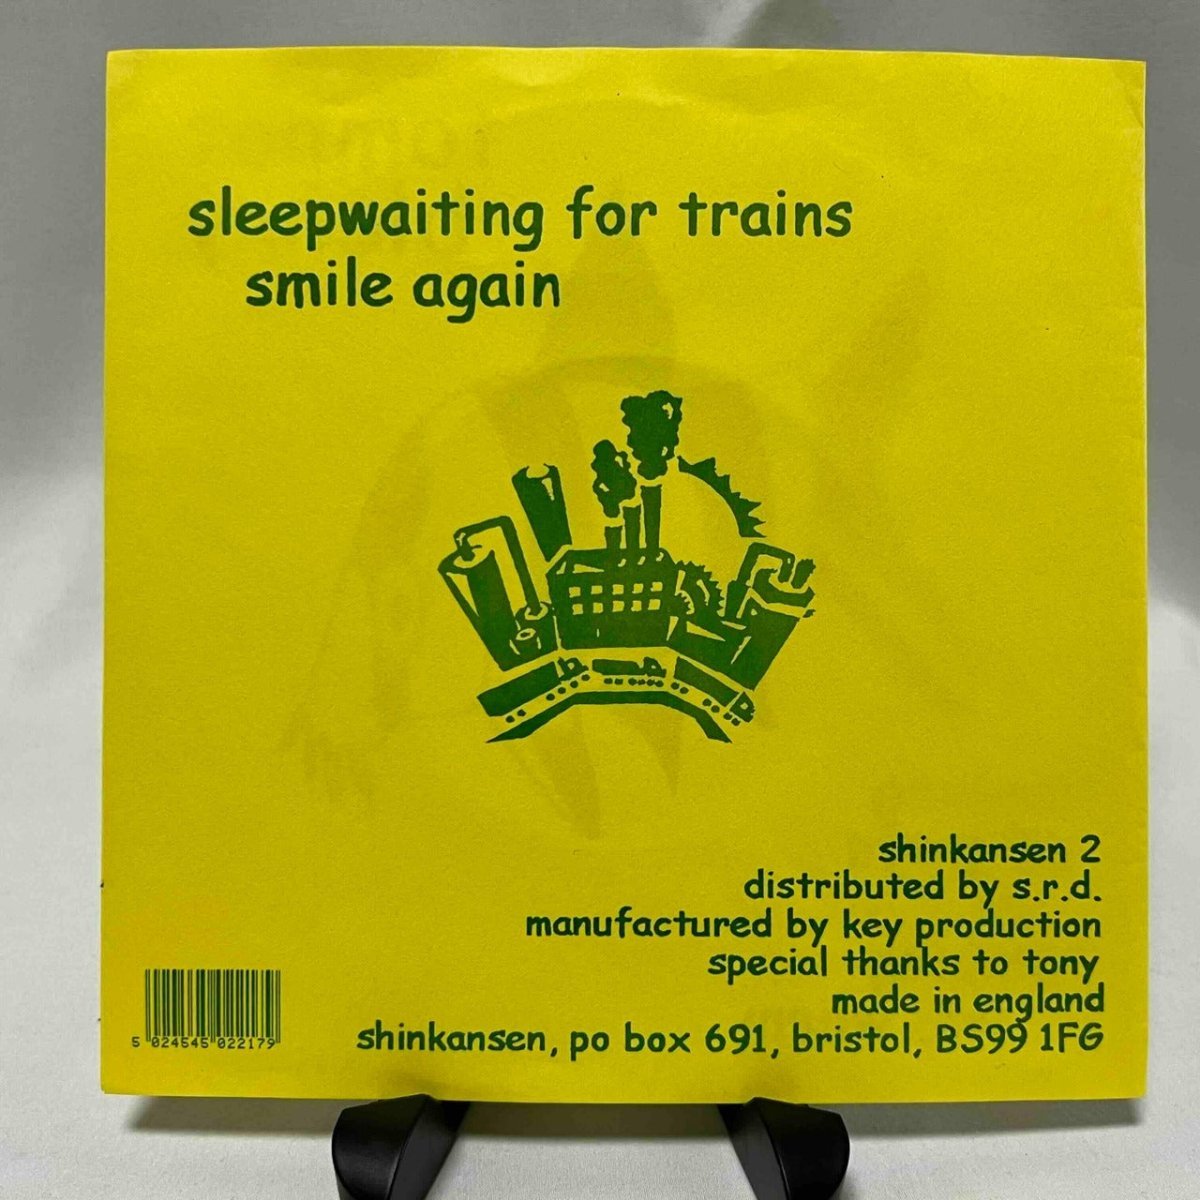 sleepwaiting for trains
smile again
shinkansen 2
distributed by s.r.d.
manufactured by key production
special thanks to tony
made in england
shinkansen, po box 691, bristol, BS99 1FG
5 024545 022179